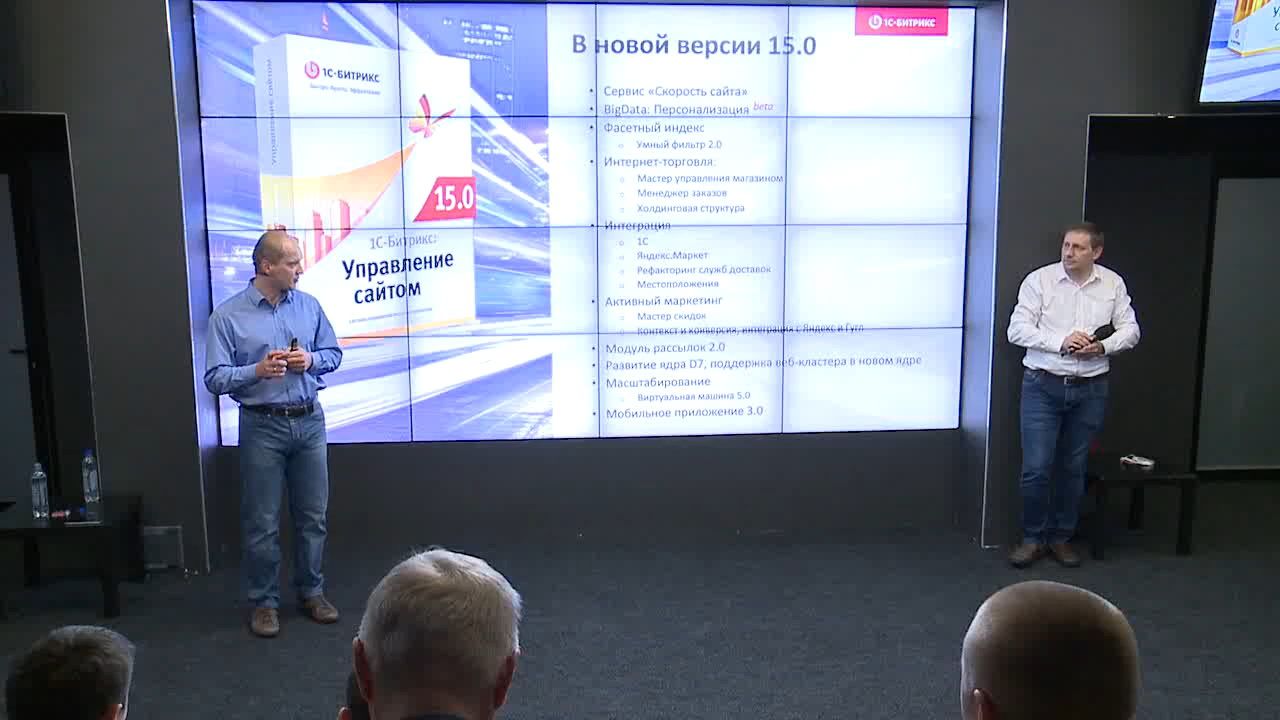 1С-БИТРИКС
В новой версии 15.0
1С-БИТРИКС
Управление сайтом
15.0
1С-Битрикс:
Управление
сайтом
• Сервис «Скорость сайта»
• BigData: Персонализация beta
• Фасетный индекс
○ Умный фильтр 2.0
• Интернет-торговля:
○ Мастер управления магазином
○ Менеджер заказов
○ Холдинговая структура
• Интеграция
○ 1С
○ Яндекс.Маркет
○ Рефакторинг служб доставок
○ Местоположения
• Активный маркетинг
○ Мастер скидок
○ Контекст и конверсия, интеграция с Яндекс и Гугл
• Модуль рассылок 2.0
• Развитие ядра D7, поддержка веб-кластера в новом ядре
• Масштабирование
○ Виртуальная машина 5.0
• Мобильное приложение 3.0